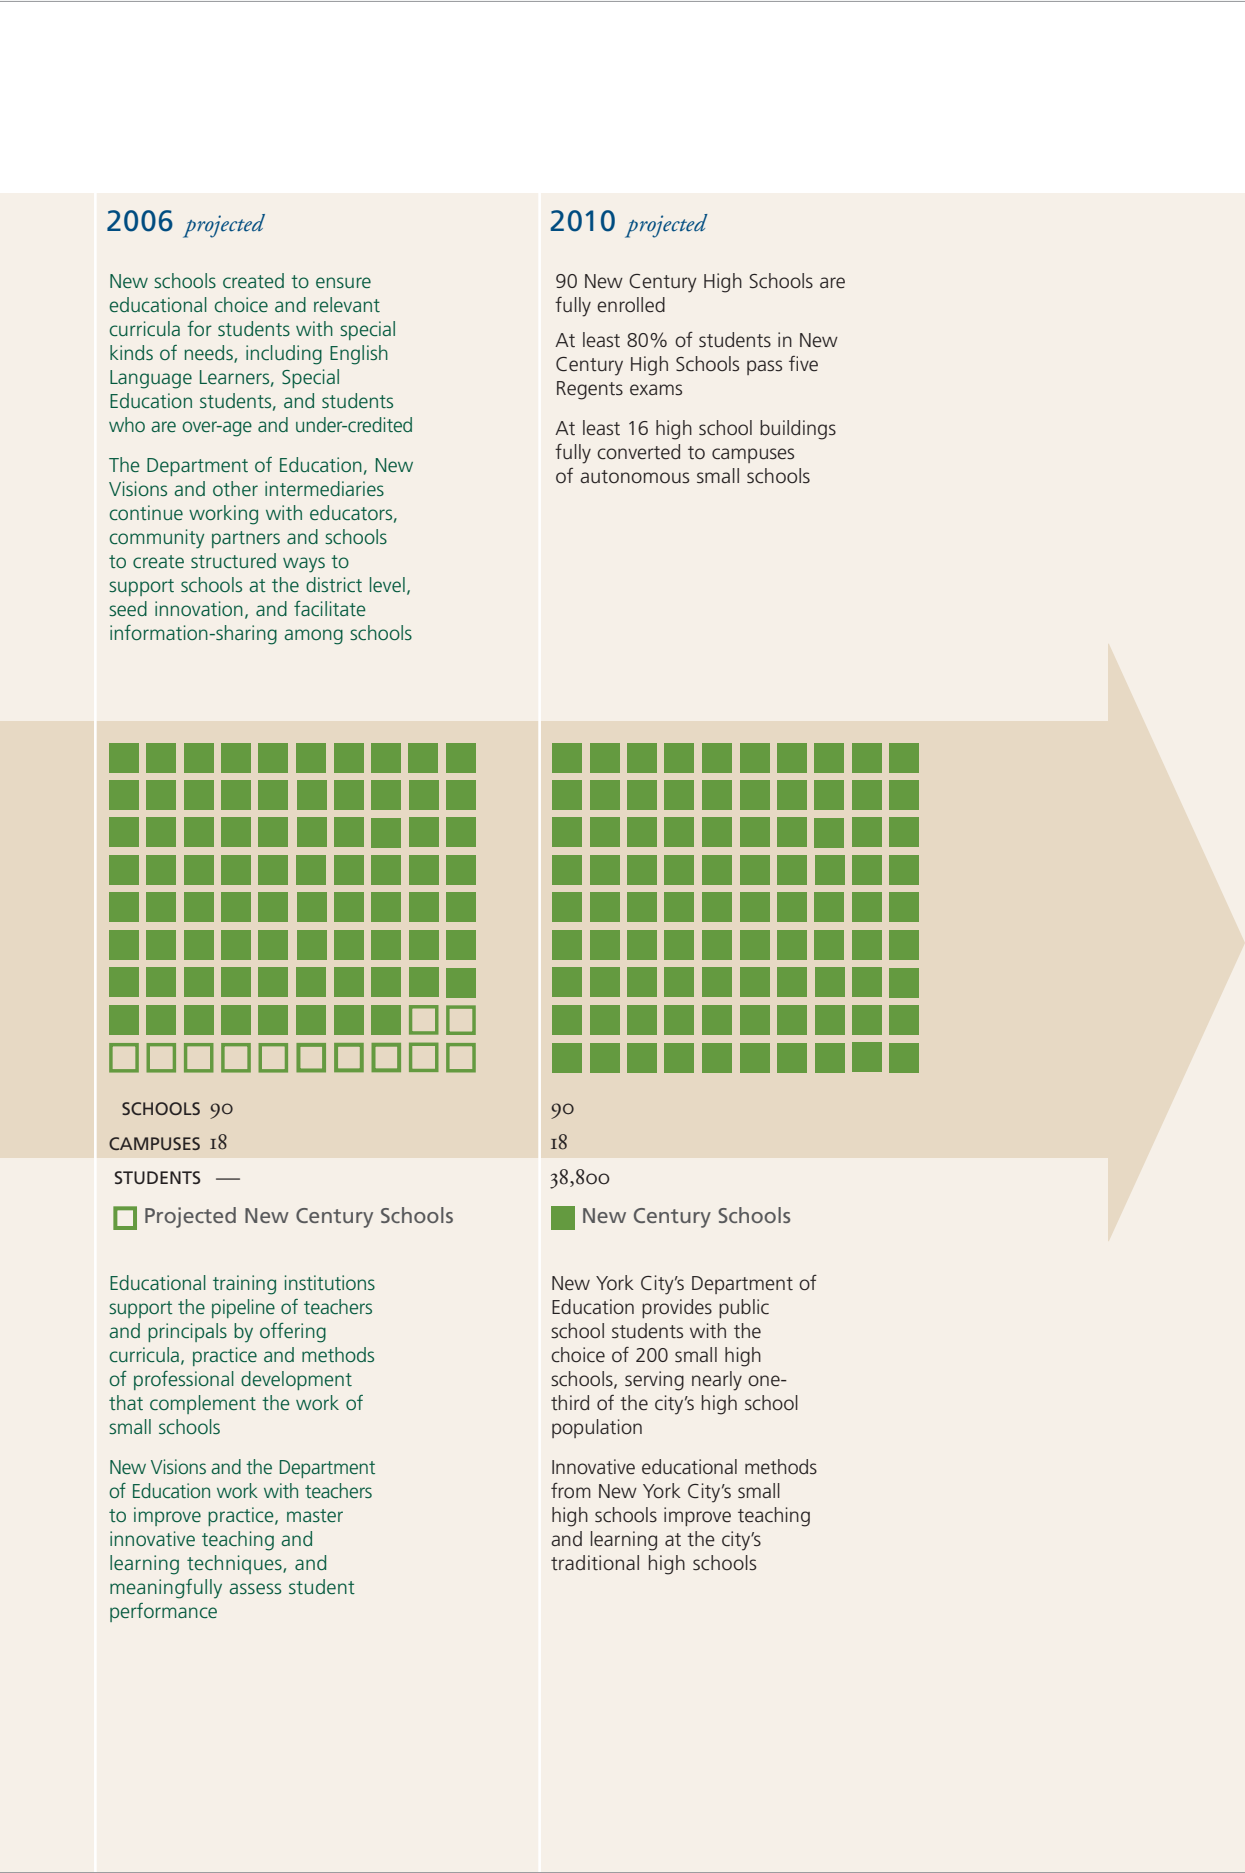 2006 projected
New schools created to ensure
educational choice and relevant
curricula for students with special
kinds of needs, including English
Language Learners, Special
Education students, and students
who are over-age and under-credited
The Department of Education, New
Visions and other intermediaries
continue working with educators,
community partners and schools
to create structured ways to
support schools at the district level,
seed innovation, and facilitate
information-sharing among schools
2010 projected
90 New Century High Schools are
fully enrolled
At least 80% of students in New
Century High Schools pass five
Regents exams
At least 16 high school buildings
fully converted to campuses
of autonomous small schools
SCHOOLS 90
CAMPUSES 18
STUDENTS —
Projected New Century Schools
90
18
38,800
New Century Schools
Educational training institutions
support the pipeline of teachers
and principals by offering
curricula, practice and methods
of professional development
that complement the work of
small schools
New Visions and the Department
of Education work with teachers
to improve practice, master
innovative teaching and
learning techniques, and
meaningfully assess student
performance
New York City’s Department of
Education provides public
school students with the
choice of 200 small high
schools, serving nearly one-
third of the city’s high school
population
Innovative educational methods
from New York City’s small
high schools improve teaching
and learning at the city’s
traditional high schools